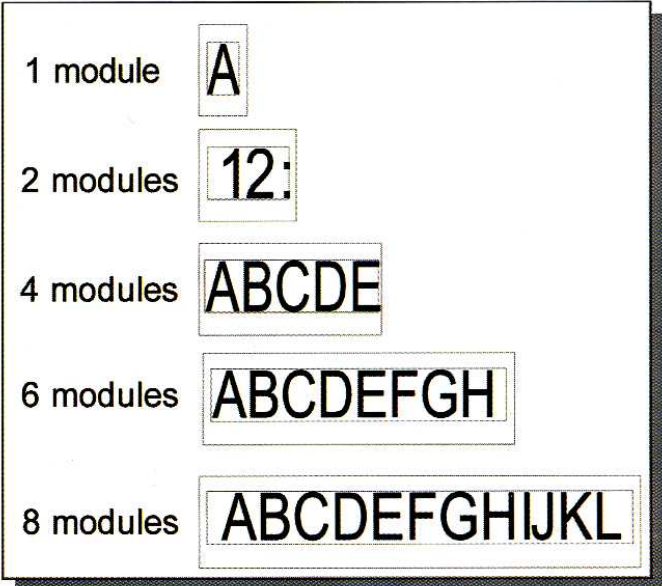 1 module A
2 modules 12:
4 modules ABCDE
6 modules ABCDEFGH
8 modules ABCDEFGHIJKL